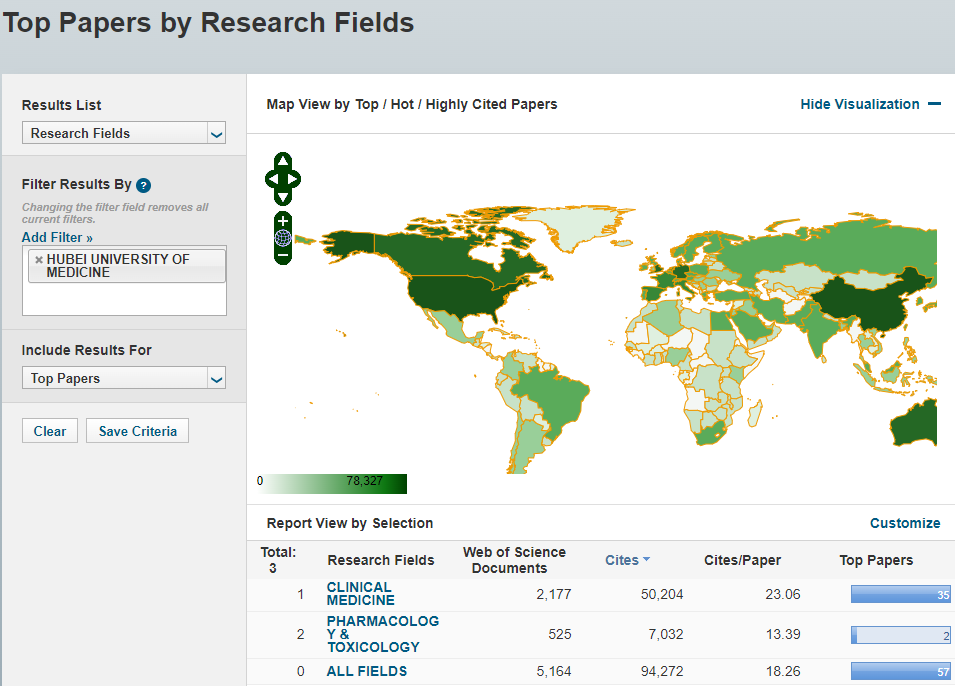 Top Papers by Research Fields
Results List
Research Fields
Filter Results By ?
Changing the filter field removes all
current filters.
Add Filter »
× HUBEI UNIVERSITY OF
MEDICINE
Include Results For
Top Papers
Clear
Save Criteria
Map View by Top / Hot / Highly Cited Papers
Hide Visualization
0
78,327
Report View by Selection
Customize
Total:
3
Research Fields
Web of Science
Documents
Cites
Cites/Paper
Top Papers
1
CLINICAL
MEDICINE
2,177
50,204
23.06
35
2
PHARMACOLOG
Y &
TOXICOLOGY
525
7,032
13.39
2
0
ALL FIELDS
5,164
94,272
18.26
57